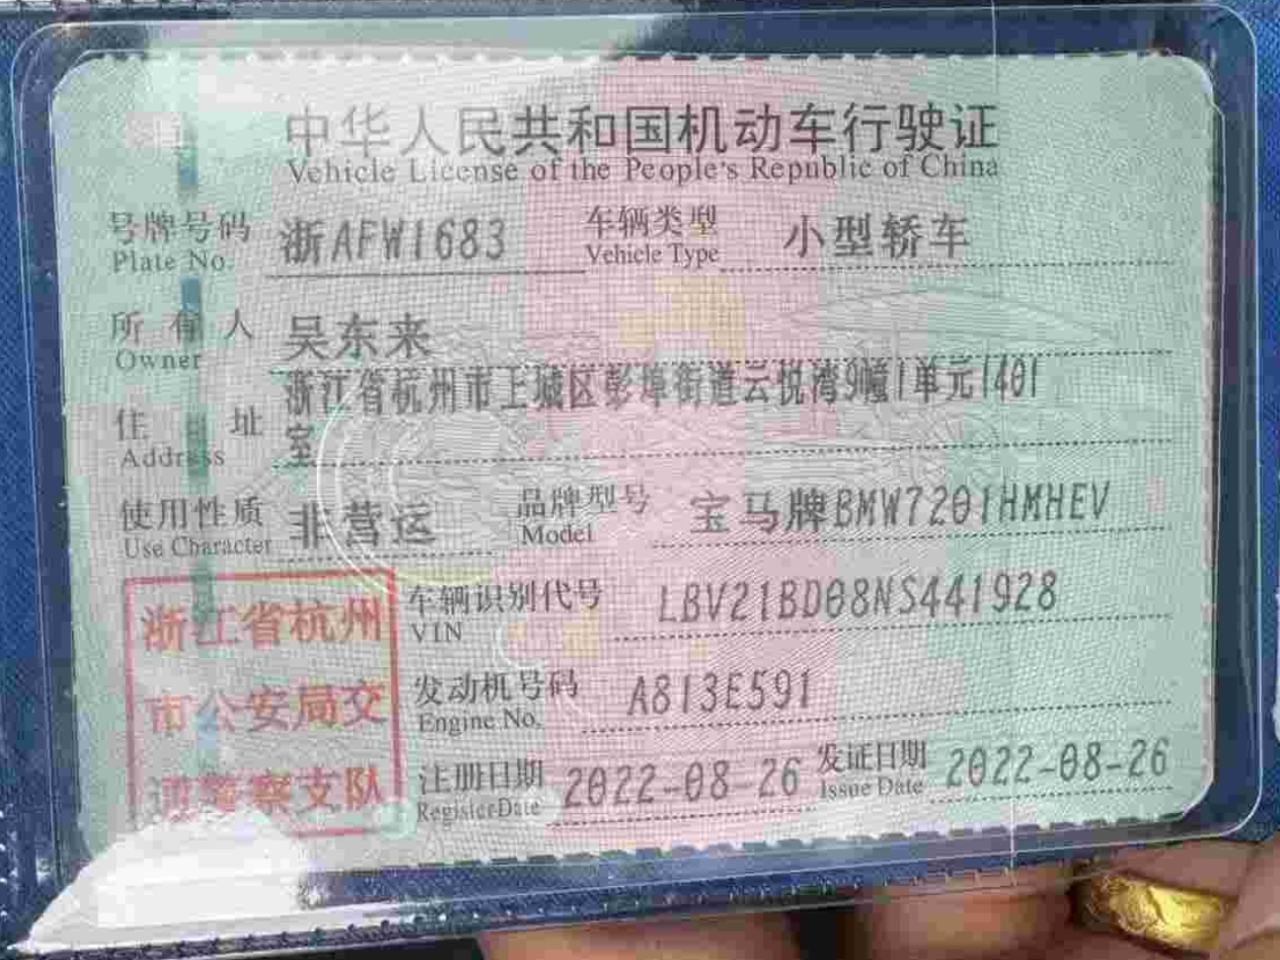 中华人民共和国机动车行驶证
Vehicle License of the People's Republic of China
号牌号码 浙AFW1683 车辆类型 小型轿车
Plate No. Vehicle Type
所有人 吴东来
Owner
浙江省杭州市上城区彭埠街道云悦湾9幢1单元1401
住址 室
Address
使用性质 非营运 品牌型号 宝马牌BMW7201HMHEV
Use Character Model
车辆识别代号 LBV21BD08NS441928
VIN
发动机号码 A813E591
Engine No.
注册日期 2022-08-26 发证日期 2022-08-26
Register Date Issue Date
浙江省杭州
市公安局交
通警察支队